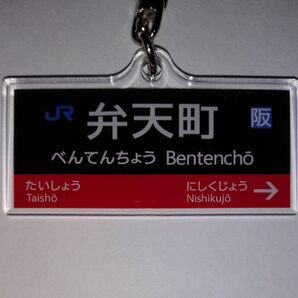 JR 弁天町 阪
べんてんちょう Bentenchō
たいしょう にしくじょう
Taishō Nishikujō →